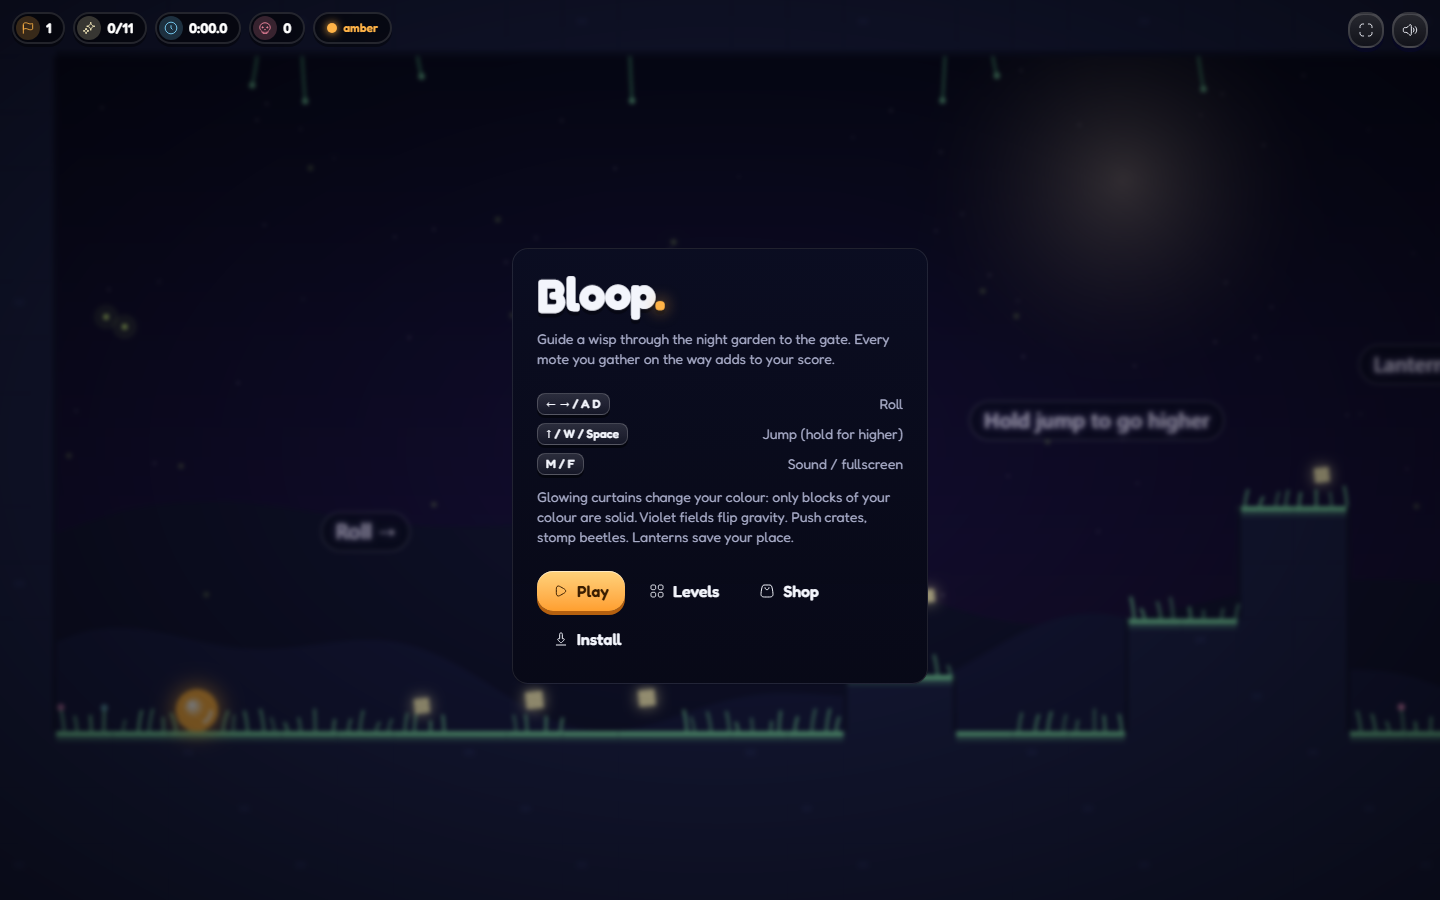 1
0/11
0:00.0
0
amber
Bloop.
Guide a wisp through the night garden to the gate. Every
mote you gather on the way adds to your score.
← → / A D
Roll
↑ / W / Space
Jump (hold for higher)
M / F
Sound / fullscreen
Glowing curtains change your colour: only blocks of your
colour are solid. Violet fields flip gravity. Push crates,
stomp beetles. Lanterns save your place.
Play
Levels
Shop
Install
Roll →
Hold jump to go higher